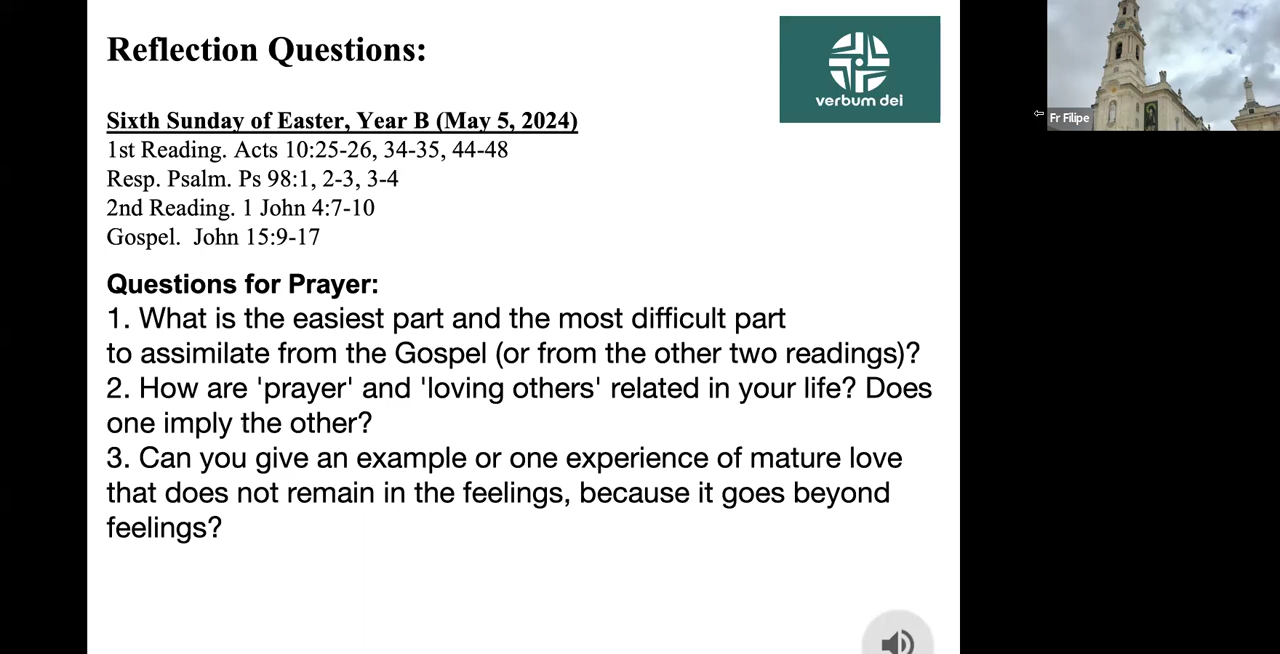 Reflection Questions:
verbum dei
Fr Filipe
Sixth Sunday of Easter, Year B (May 5, 2024)
1st Reading. Acts 10:25-26, 34-35, 44-48
Resp. Psalm. Ps 98:1, 2-3, 3-4
2nd Reading. 1 John 4:7-10
Gospel.  John 15:9-17
Questions for Prayer:
1. What is the easiest part and the most difficult part
to assimilate from the Gospel (or from the other two readings)?
2. How are 'prayer' and 'loving others' related in your life? Does
one imply the other?
3. Can you give an example or one experience of mature love
that does not remain in the feelings, because it goes beyond
feelings?